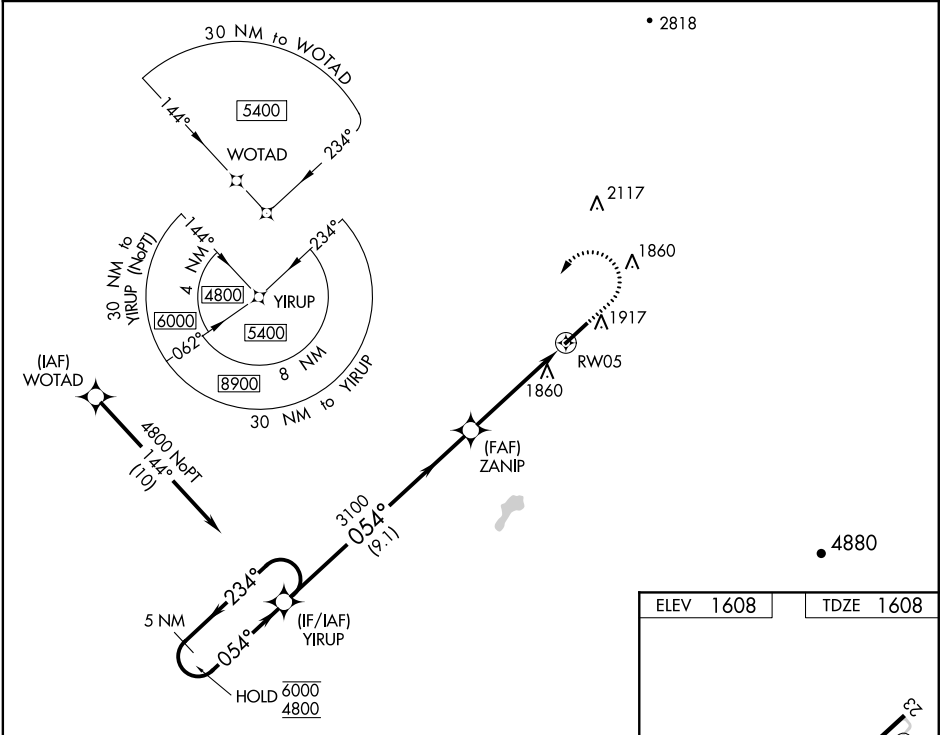 2818
30 NM to WOTAD
5400
144°
234°
WOTAD
2117
144°
234°
1860
30 NM to
YIRUP (NoPT)
4 NM
4800
YIRUP
6000
5400
1917
062°
8 NM
RW05
8900
30 NM to YIRUP
1860
(IAF)
WOTAD
4800 NoPT
144°
(10)
(FAF)
ZANIP
3100
054°
(9.1)
4880
234°
5 NM
054°
(IF/IAF)
YIRUP
HOLD 6000
4800
ELEV 1608
TDZE 1608
23